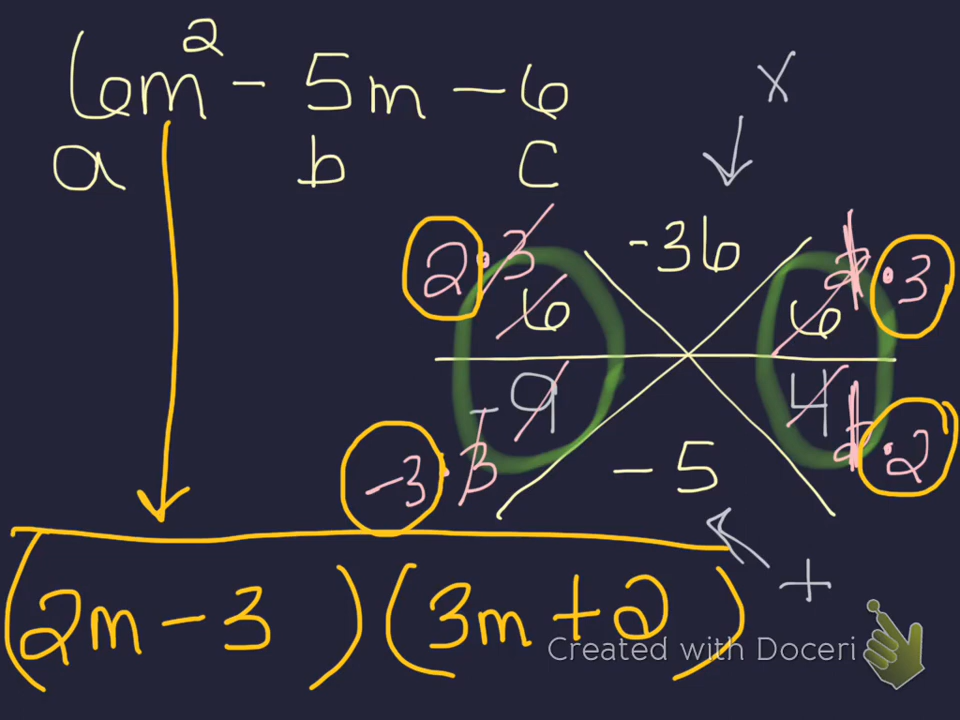 6m² - 5m - 6
a b c
x
-36
2 · 3 2 · 3
6 6
-9 4
-3 · 3 2 · 2
-5
+
(2m - 3) (3m + 2)
Created with Doceri